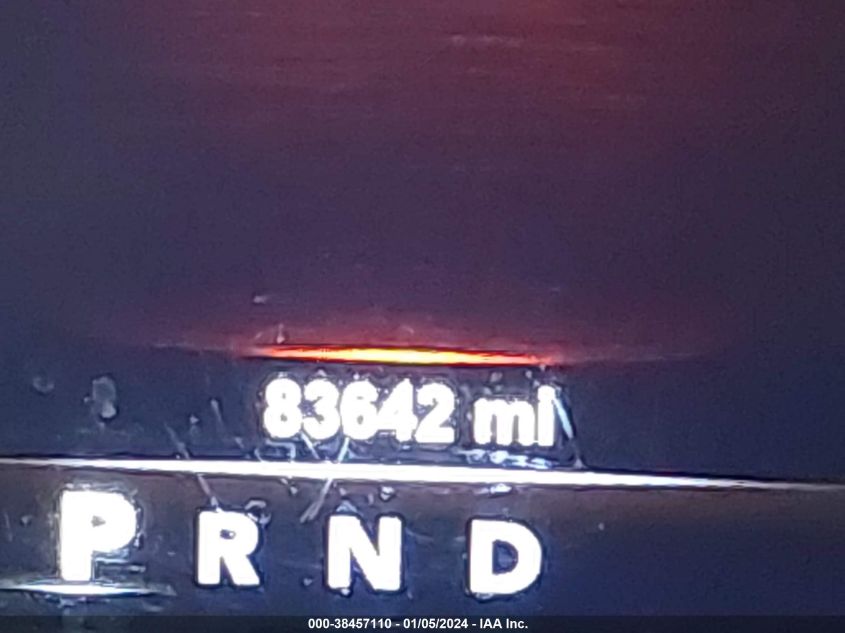 83642 mi
P R N D
000-38457110 - 01/05/2024 - IAA Inc.